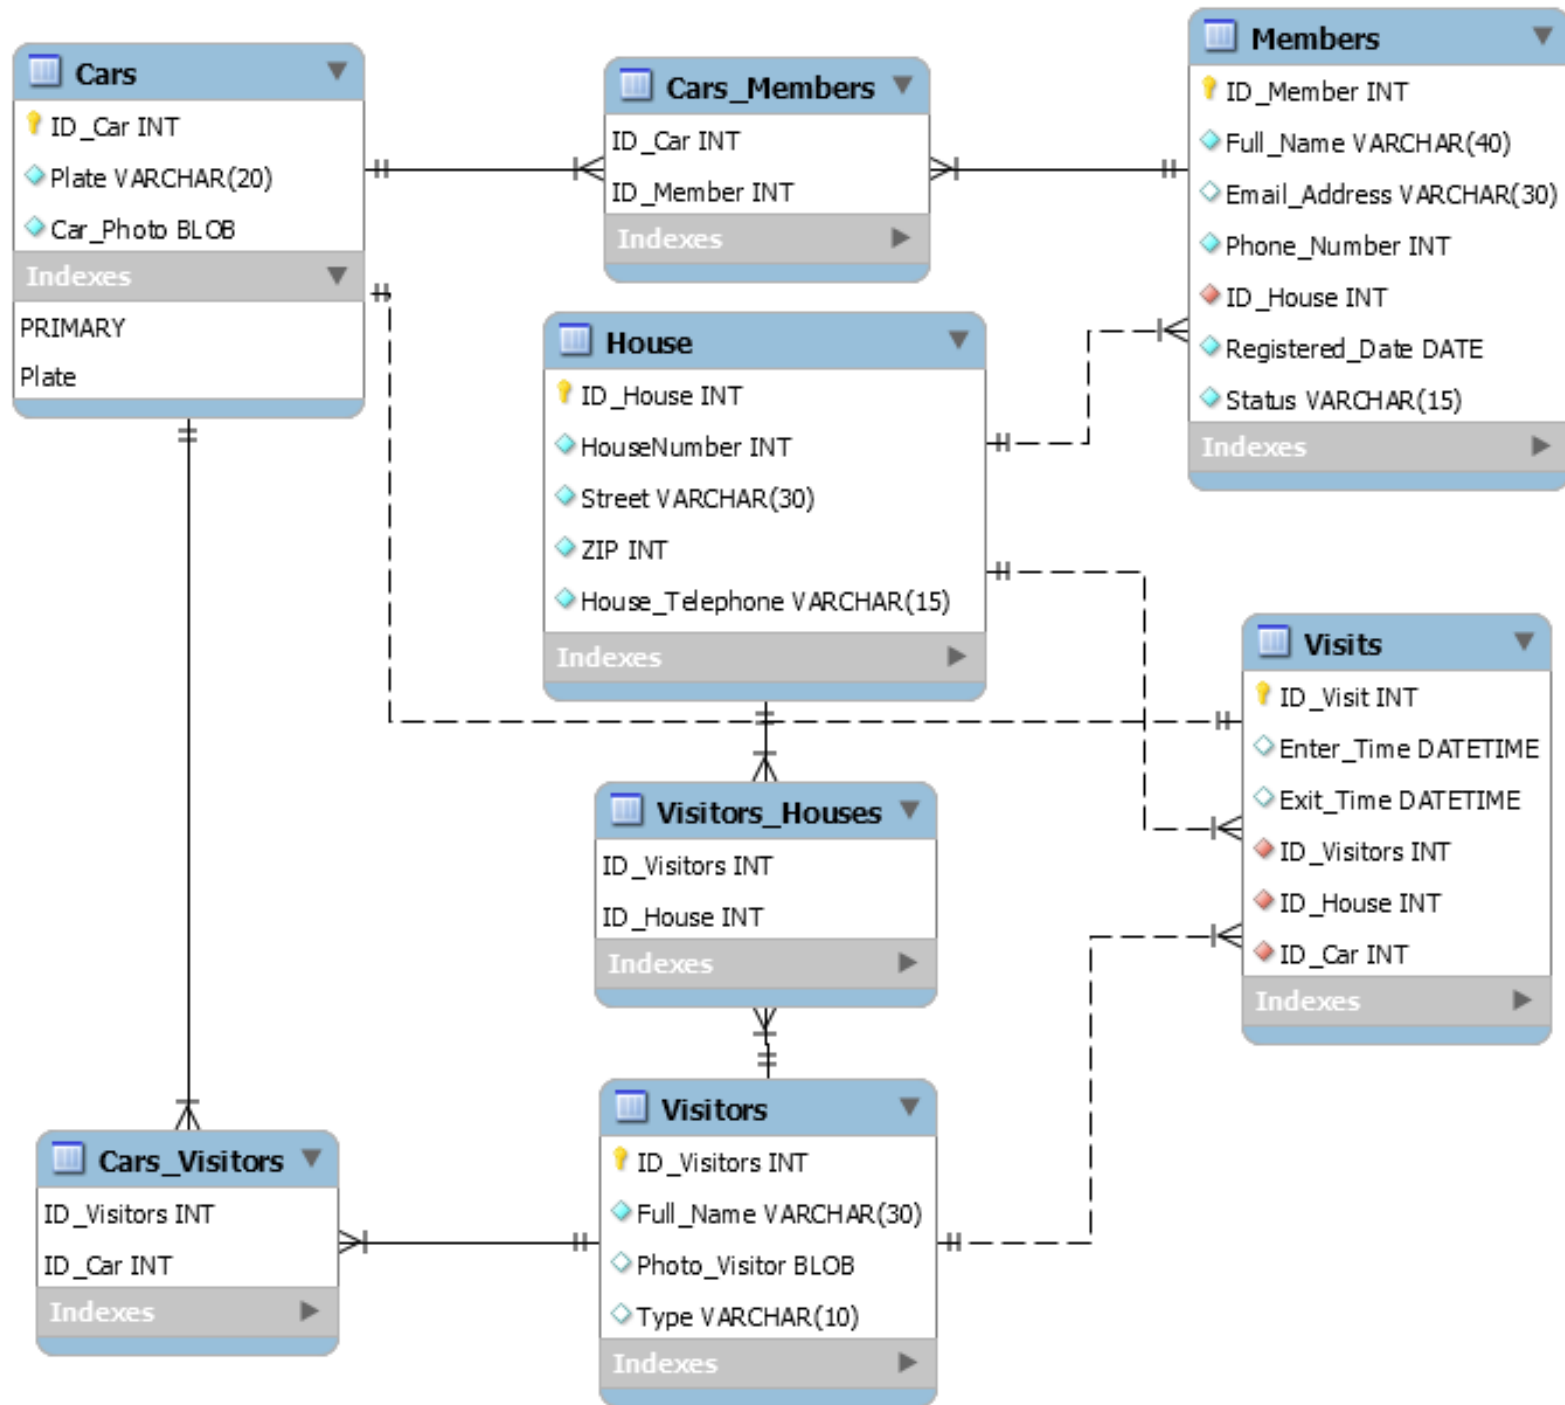 Cars
ID_Car INT
Plate VARCHAR(20)
Car_Photo BLOB
Indexes
PRIMARY
Plate
Cars_Members
ID_Car INT
ID_Member INT
Indexes
Members
ID_Member INT
Full_Name VARCHAR(40)
Email_Address VARCHAR(30)
Phone_Number INT
ID_House INT
Registered_Date DATE
Status VARCHAR(15)
Indexes
House
ID_House INT
HouseNumber INT
Street VARCHAR(30)
ZIP INT
House_Telephone VARCHAR(15)
Indexes
Visits
ID_Visit INT
Enter_Time DATETIME
Exit_Time DATETIME
ID_Visitors INT
ID_House INT
ID_Car INT
Indexes
Visitors_Houses
ID_Visitors INT
ID_House INT
Indexes
Cars_Visitors
ID_Visitors INT
ID_Car INT
Indexes
Visitors
ID_Visitors INT
Full_Name VARCHAR(30)
Photo_Visitor BLOB
Type VARCHAR(10)
Indexes